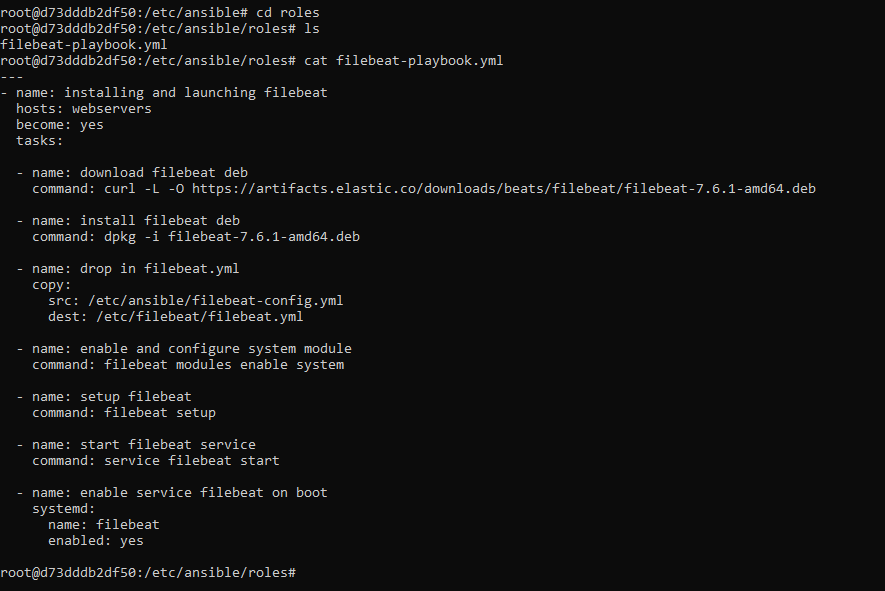 root@d73dddb2df50:/etc/ansible# cd roles
root@d73dddb2df50:/etc/ansible/roles# ls
filebeat-playbook.yml
root@d73dddb2df50:/etc/ansible/roles# cat filebeat-playbook.yml
---
- name: installing and launching filebeat
  hosts: webservers
  become: yes
  tasks:

  - name: download filebeat deb
    command: curl -L -O https://artifacts.elastic.co/downloads/beats/filebeat/filebeat-7.6.1-amd64.deb

  - name: install filebeat deb
    command: dpkg -i filebeat-7.6.1-amd64.deb

  - name: drop in filebeat.yml
    copy:
      src: /etc/ansible/filebeat-config.yml
      dest: /etc/filebeat/filebeat.yml

  - name: enable and configure system module
    command: filebeat modules enable system

  - name: setup filebeat
    command: filebeat setup

  - name: start filebeat service
    command: service filebeat start

  - name: enable service filebeat on boot
    systemd:
      name: filebeat
      enabled: yes

root@d73dddb2df50:/etc/ansible/roles#